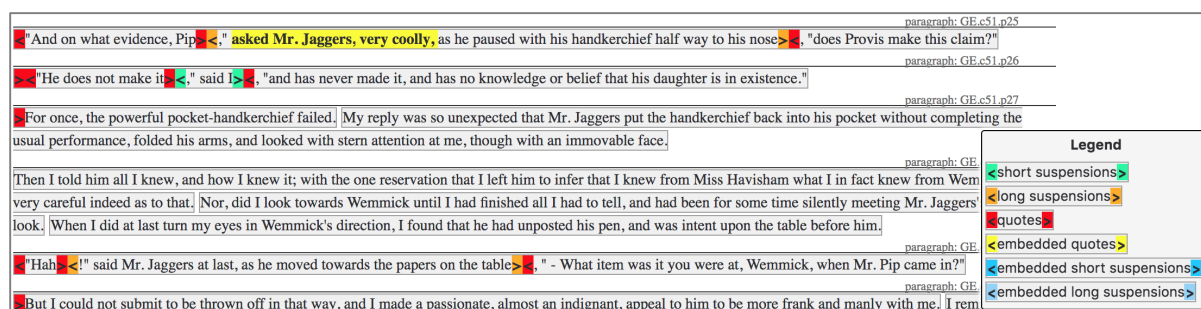 paragraph: GE.c51.p25
<"And on what evidence, Pip><," asked Mr. Jaggers, very coolly, as he paused with his handkerchief half way to his nose><, "does Provis make this claim?"
paragraph: GE.c51.p26
><"He does not make it><," said I><, "and has never made it, and has no knowledge or belief that his daughter is in existence."
paragraph: GE.c51.p27
>For once, the powerful pocket-handkerchief failed. My reply was so unexpected that Mr. Jaggers put the handkerchief back into his pocket without completing the
usual performance, folded his arms, and looked with stern attention at me, though with an immovable face.
paragraph: GE.
Then I told him all I knew, and how I knew it; with the one reservation that I left him to infer that I knew from Miss Havisham what I in fact knew from Wem
very careful indeed as to that. Nor, did I look towards Wemmick until I had finished all I had to tell, and had been for some time silently meeting Mr. Jaggers'
look. When I did at last turn my eyes in Wemmick's direction, I found that he had unposted his pen, and was intent upon the table before him.
paragraph: GE.
<"Hah><!" said Mr. Jaggers at last, as he moved towards the papers on the table><, " - What item was it you were at, Wemmick, when Mr. Pip came in?"
paragraph: GE.
>But I could not submit to be thrown off in that way, and I made a passionate, almost an indignant, appeal to him to be more frank and manly with me. I rem
Legend
<short suspensions>
<long suspensions>
<quotes>
<embedded quotes>
<embedded short suspensions>
<embedded long suspensions>